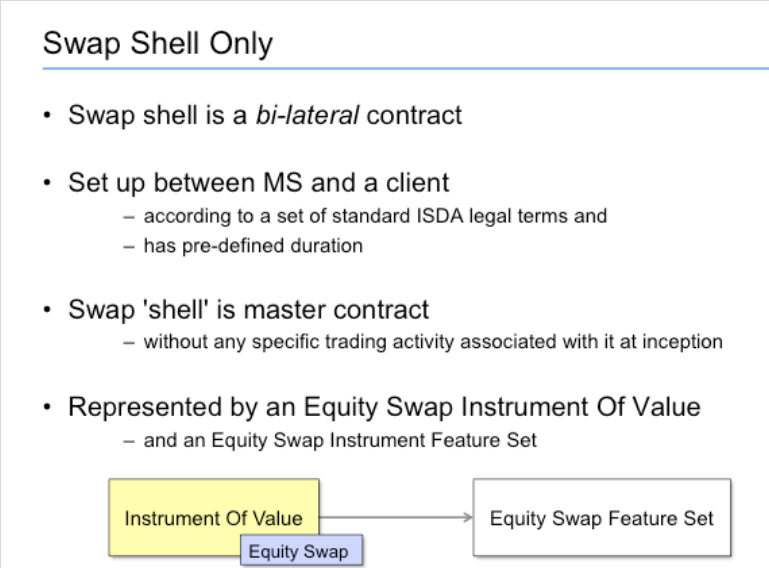 Swap Shell Only
• Swap shell is a bi-lateral contract
• Set up between MS and a client
– according to a set of standard ISDA legal terms and
– has pre-defined duration
• Swap 'shell' is master contract
– without any specific trading activity associated with it at inception
• Represented by an Equity Swap Instrument Of Value
– and an Equity Swap Instrument Feature Set
Instrument Of Value
Equity Swap
Equity Swap Feature Set